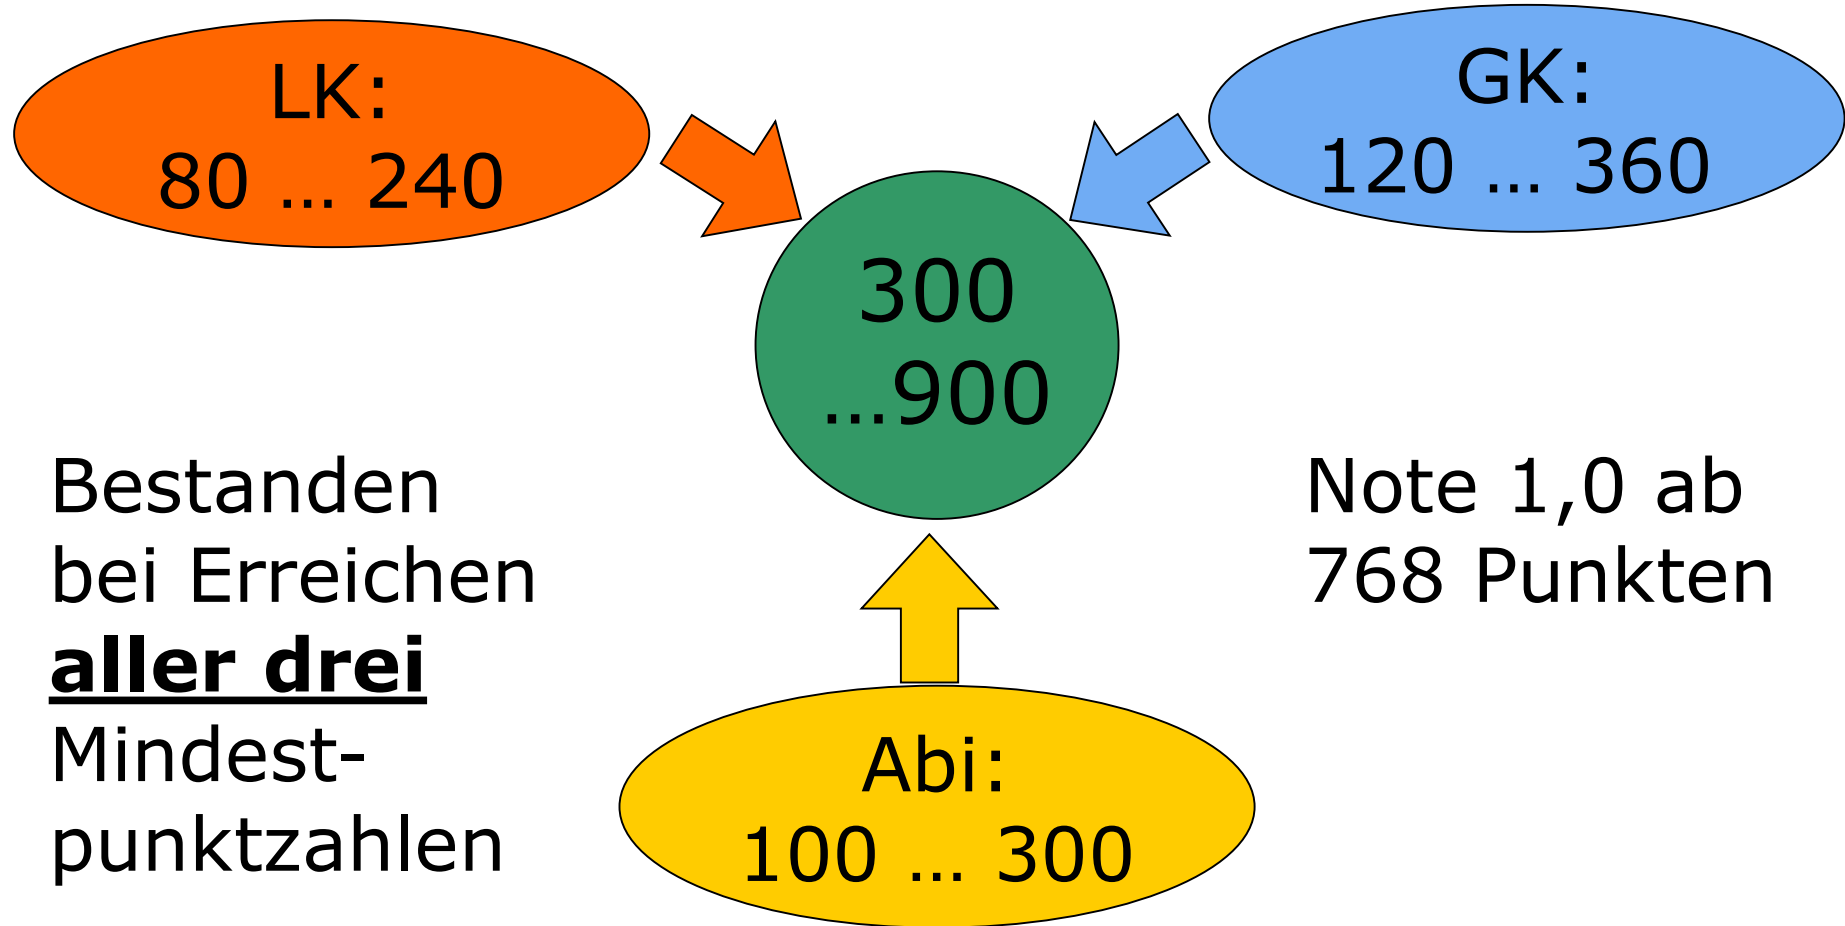 LK:
80 … 240
GK:
120 … 360
300
…900
Bestanden
bei Erreichen
aller drei
Mindest-
punktzahlen
Note 1,0 ab
768 Punkten
Abi:
100 … 300